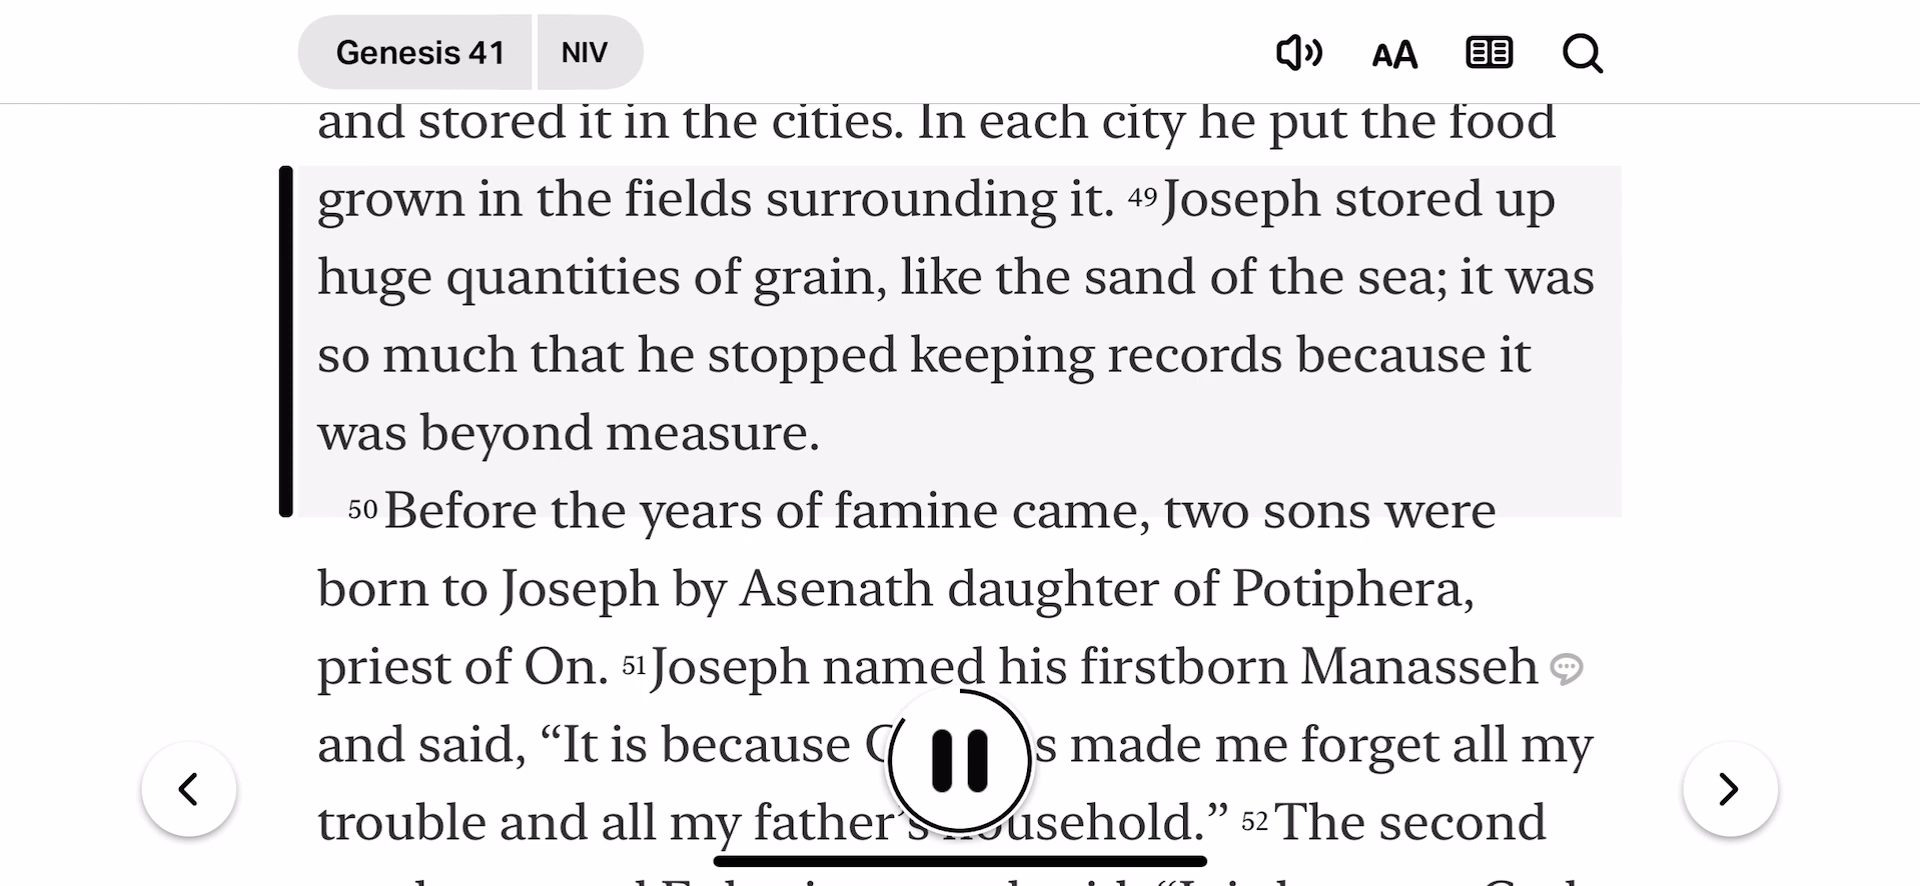 Genesis 41 NIV AA
and stored it in the cities. In each city he put the food
grown in the fields surrounding it. 49 Joseph stored up
huge quantities of grain, like the sand of the sea; it was
so much that he stopped keeping records because it
was beyond measure.
50 Before the years of famine came, two sons were
born to Joseph by Asenath daughter of Potiphera,
priest of On. 51 Joseph named his firstborn Manasseh
and said, “It is because made me forget all my
trouble and all my father’s household.” 52 The second